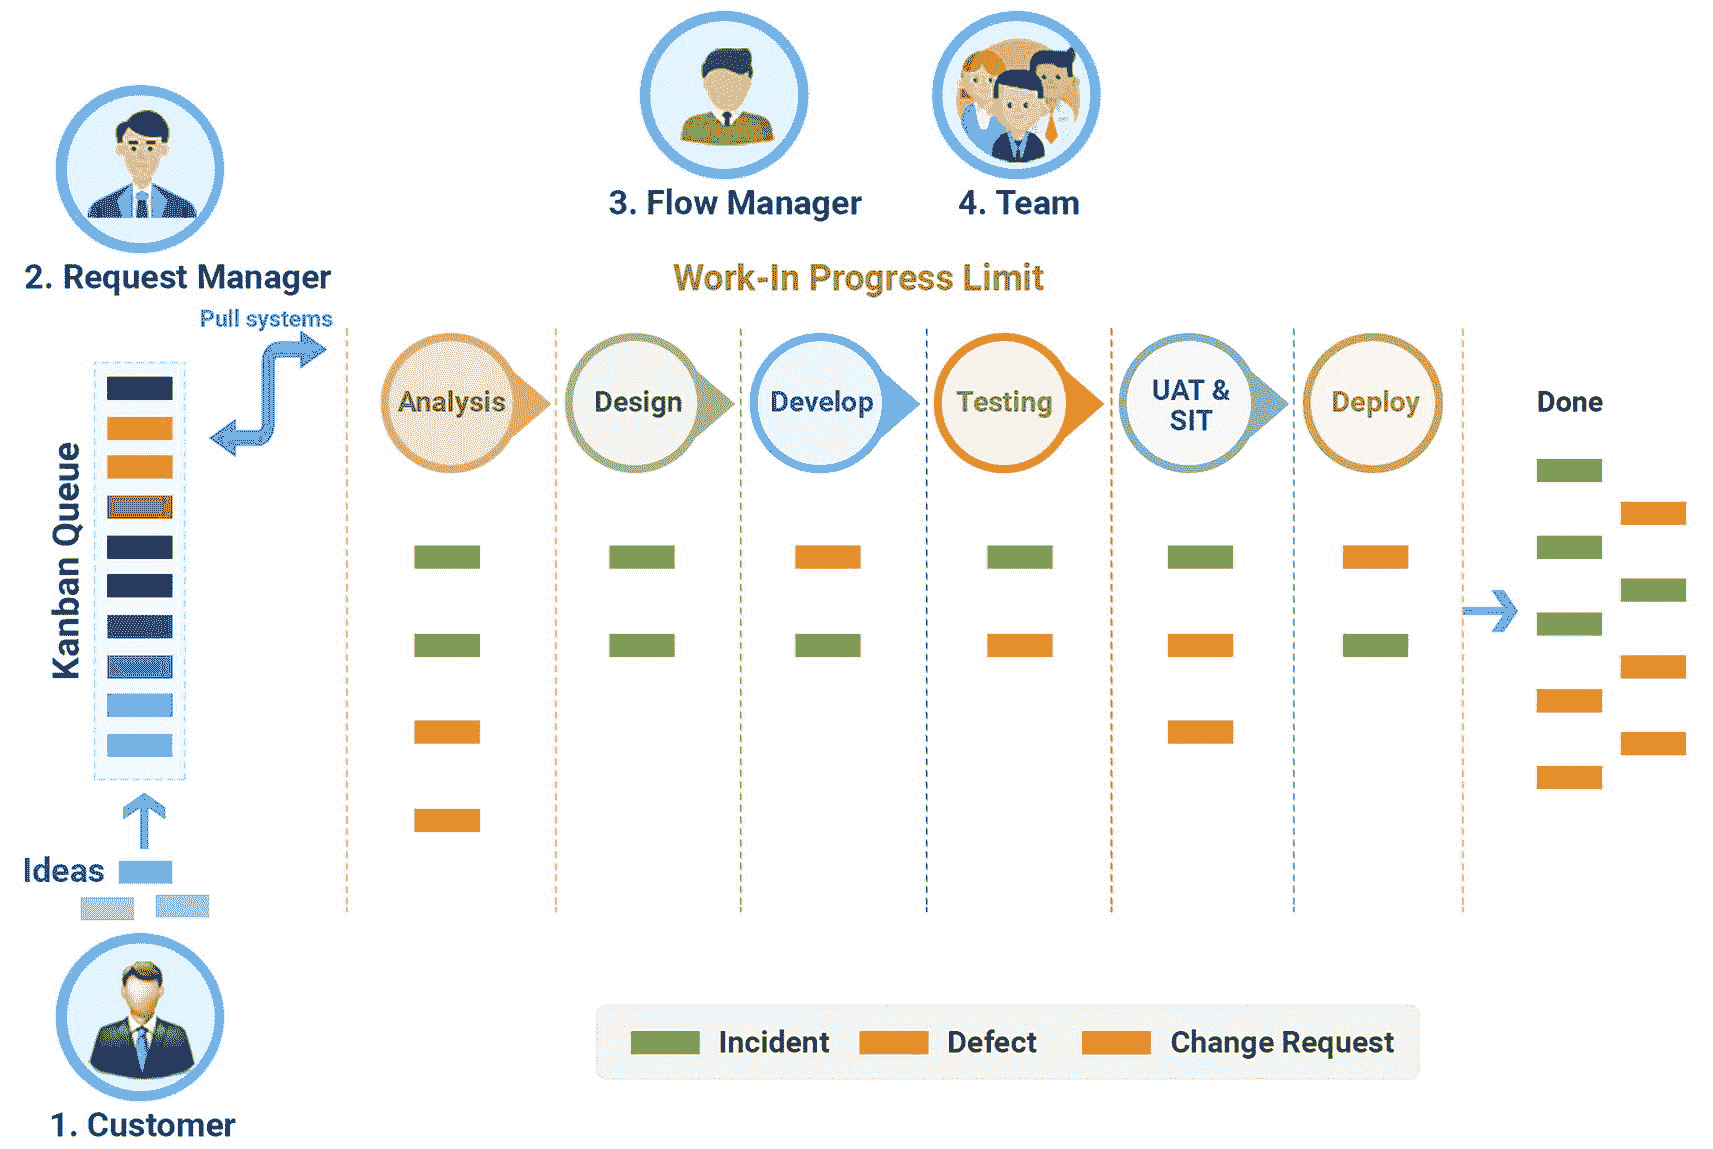 3. Flow Manager
4. Team
2. Request Manager
Work-In Progress Limit
Pull systems
Analysis
Design
Develop
Testing
UAT &
SIT
Deploy
Done
Kanban Queue
Ideas
Incident
Defect
Change Request
1. Customer